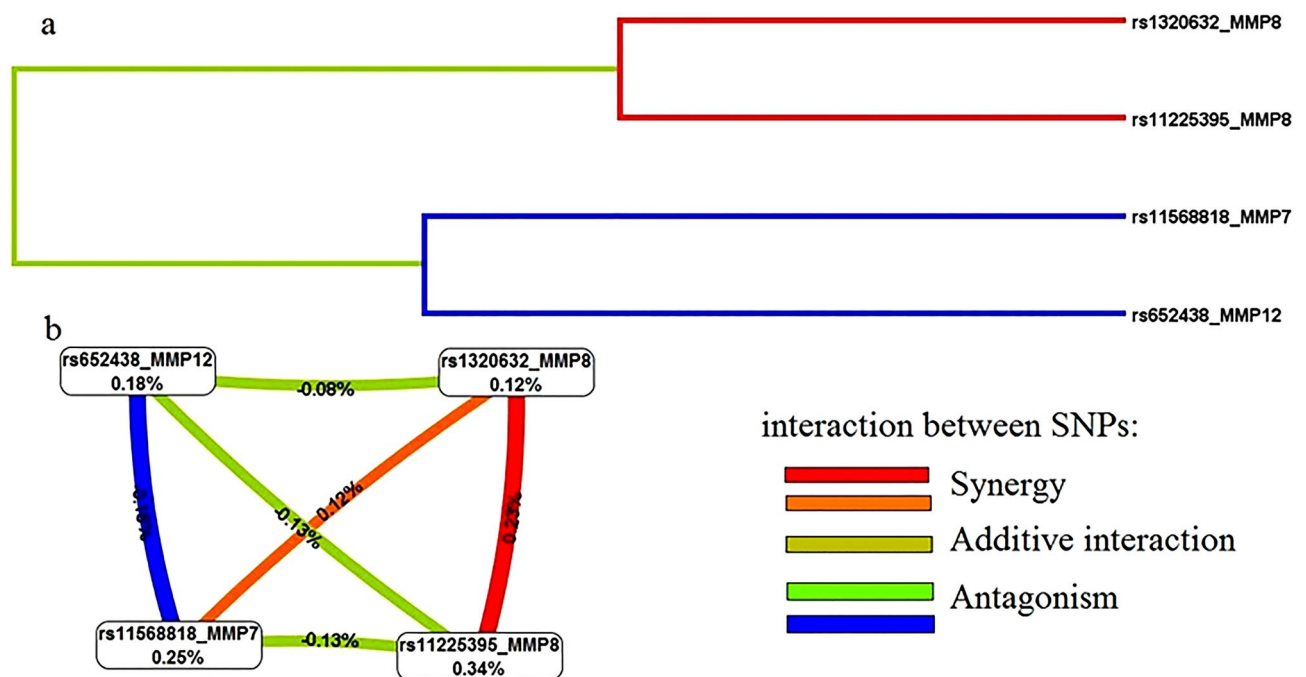 a
rs1320632_MMP8
rs11225395_MMP8
rs11568818_MMP7
rs652438_MMP12
b
rs652438_MMP12
0.18%
rs1320632_MMP8
0.12%
-0.08%
0.12%
-0.13%
0.23%
rs11568818_MMP7
0.25%
-0.13%
rs11225395_MMP8
0.34%
interaction between SNPs:
Synergy
Additive interaction
Antagonism